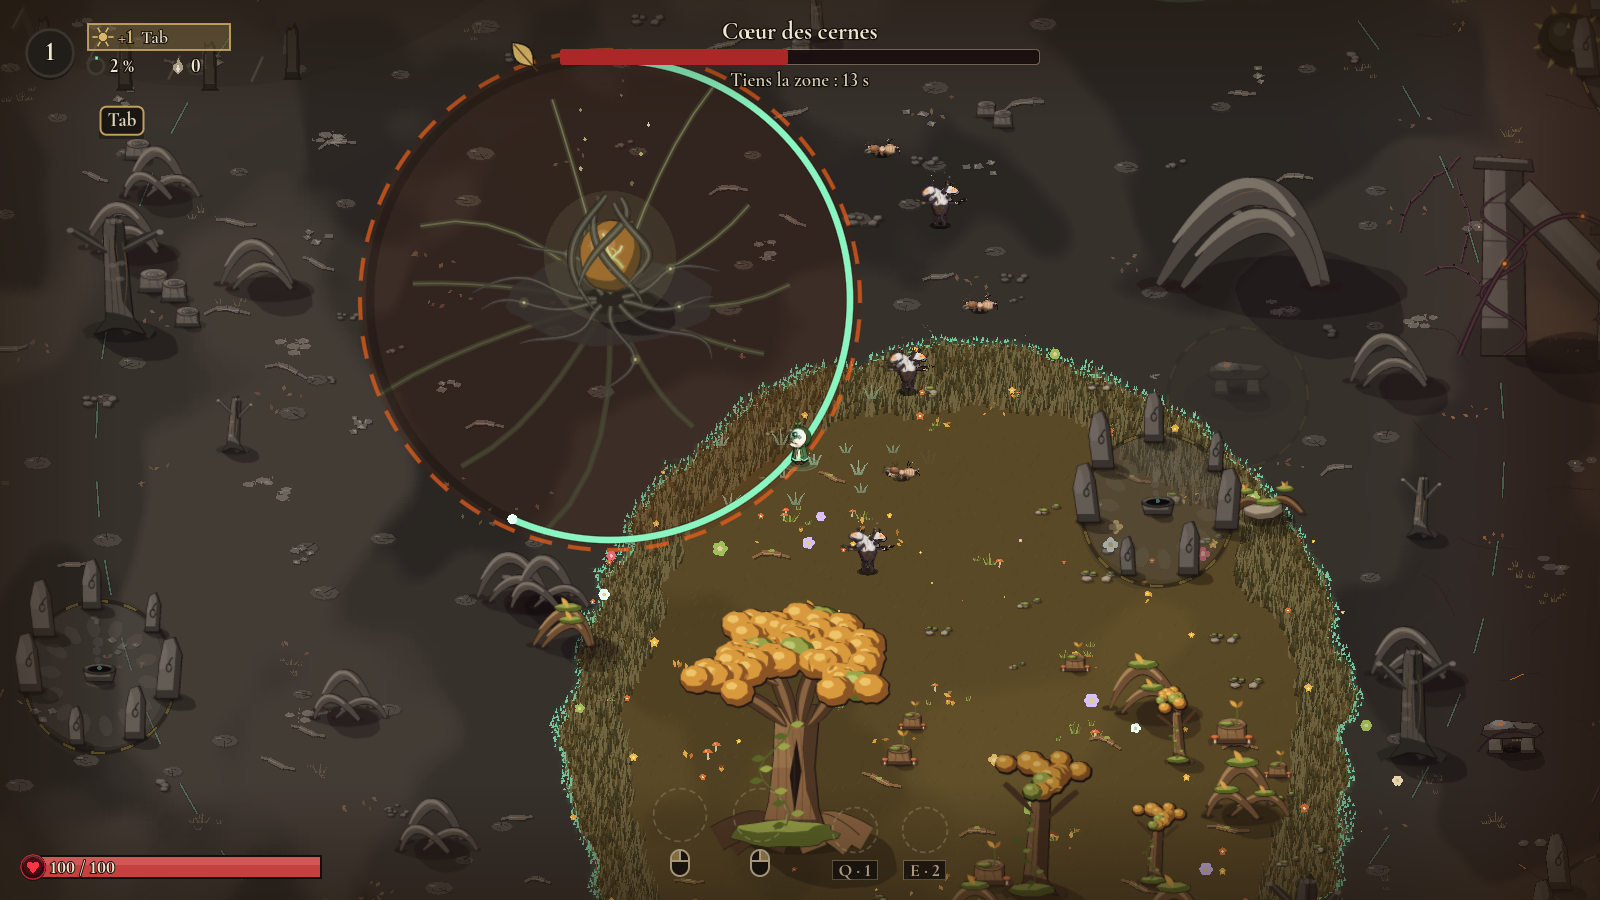 Cœur des cernes
Tiens la zone : 13 s
1
+1 Tab
2 %
0
Tab
100 / 100
Q · 1
E · 2